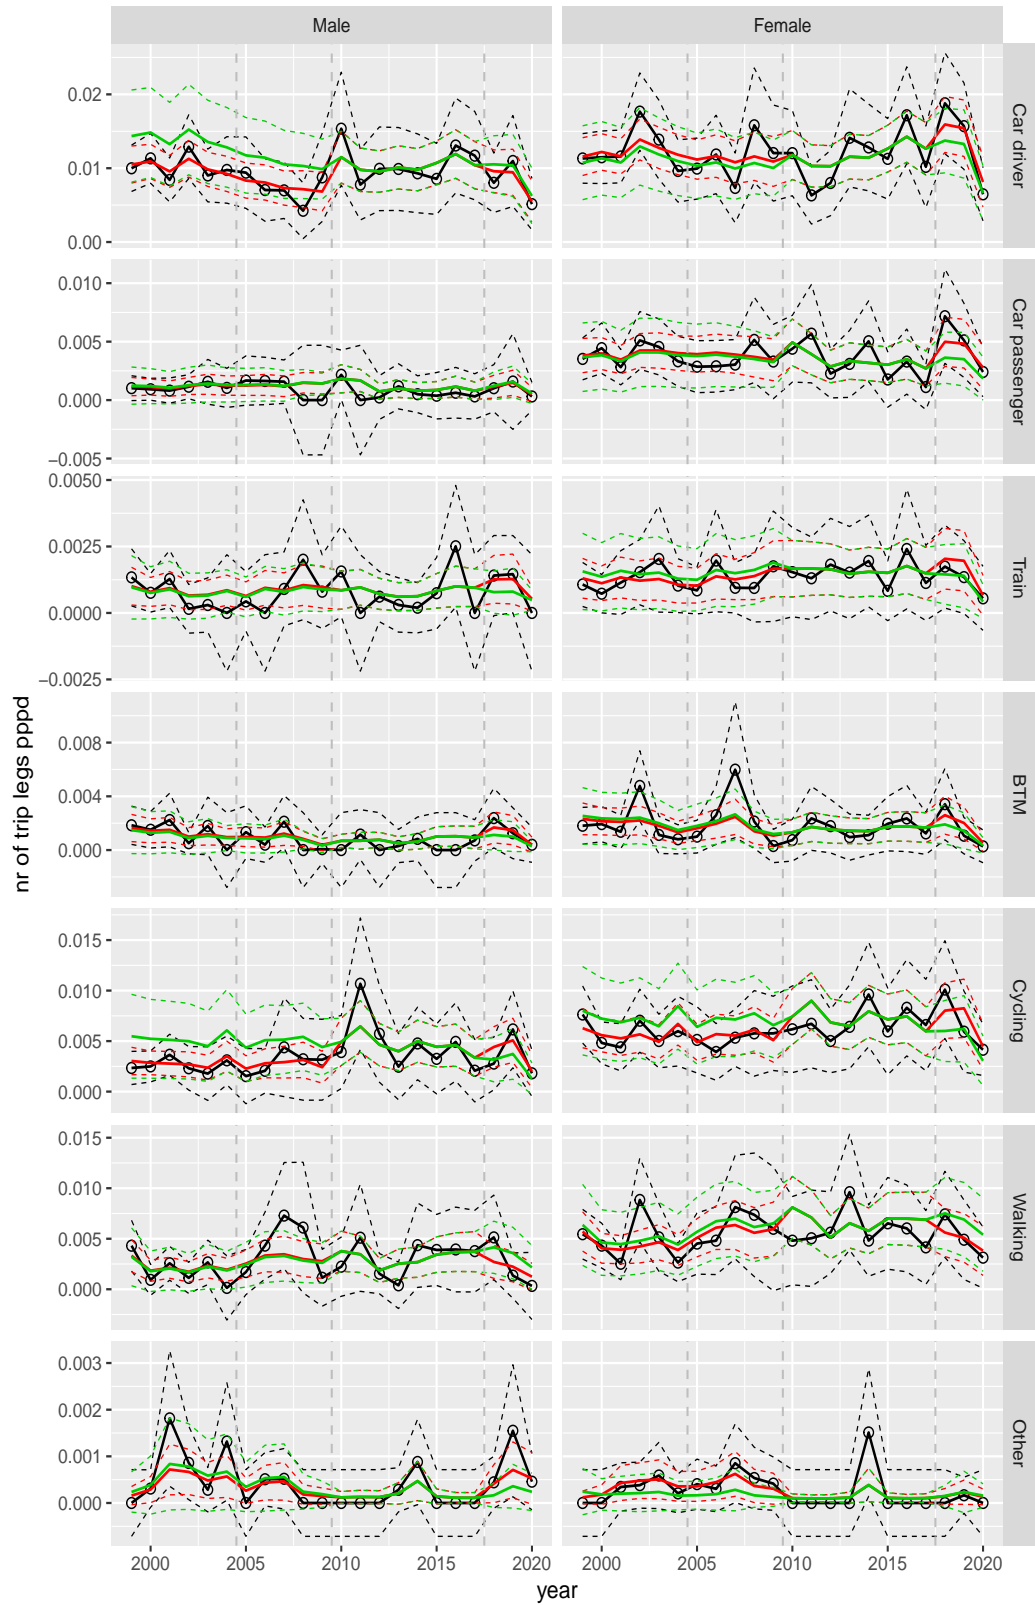 Male Female
0.02
0.01
0.00
Car driver
0.010
0.005
0.000
−0.005
Car passenger
0.0050
0.0025
0.0000
−0.0025
Train
0.008
0.004
0.000
BTM
0.015
0.010
0.005
0.000
Cycling
0.015
0.010
0.005
0.000
Walking
0.003
0.002
0.001
0.000
Other
nr of trip legs pppd
2000 2005 2010 2015 2020 2000 2005 2010 2015 2020
year